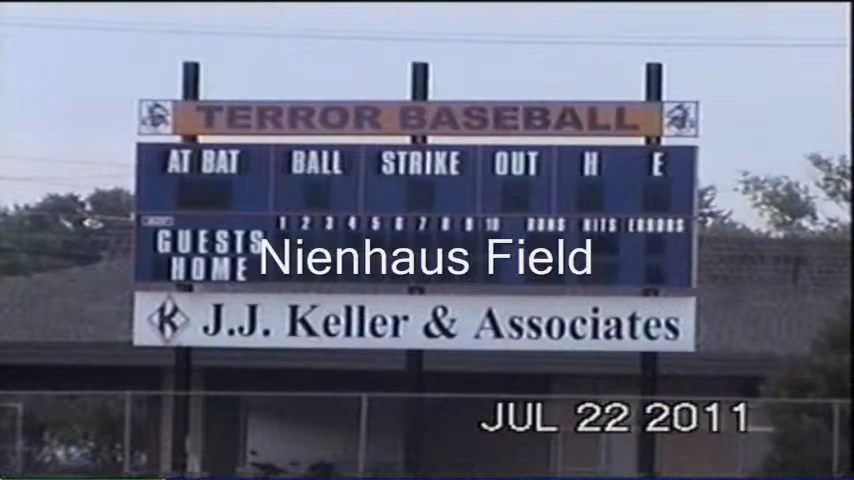 TERROR BASEBALL
AT BAT BALL STRIKE OUT H E
1 2 3 4 5 6 7 8 9 10 RUNS HITS ERRORS
GUESTS
HOME
Nienhaus Field
K J.J. Keller & Associates
JUL 22 2011